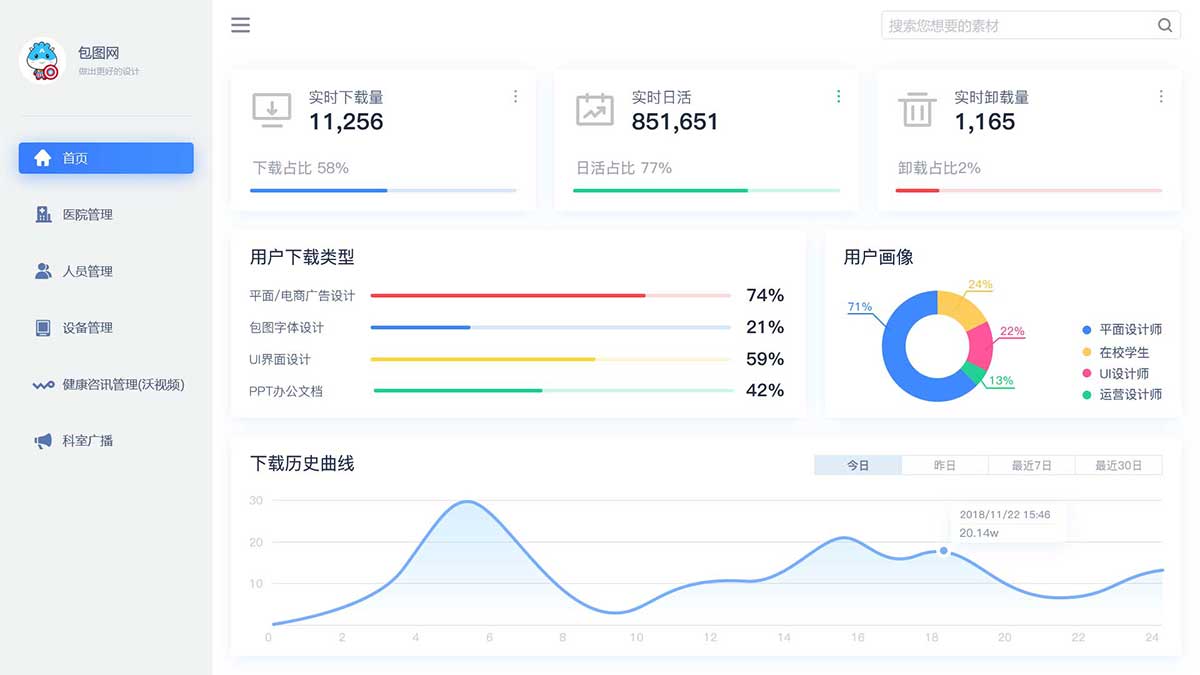 包图网
做出更好的设计
首页
医院管理
人员管理
设备管理
健康咨讯管理(沃视频)
科室广播
搜索您想要的素材
实时下载量
11,256
下载占比 58%
实时日活
851,651
日活占比 77%
实时卸载量
1,165
卸载占比2%
用户下载类型
平面/电商广告设计 74%
包图字体设计 21%
UI界面设计 59%
PPT办公文档 42%
用户画像
71%
24%
22%
13%
平面设计师
在校学生
UI设计师
运营设计师
下载历史曲线
今日 昨日 最近7日 最近30日
30
20
10
2018/11/22 15:46
20.14w
0 2 4 6 8 10 12 14 16 18 20 22 24